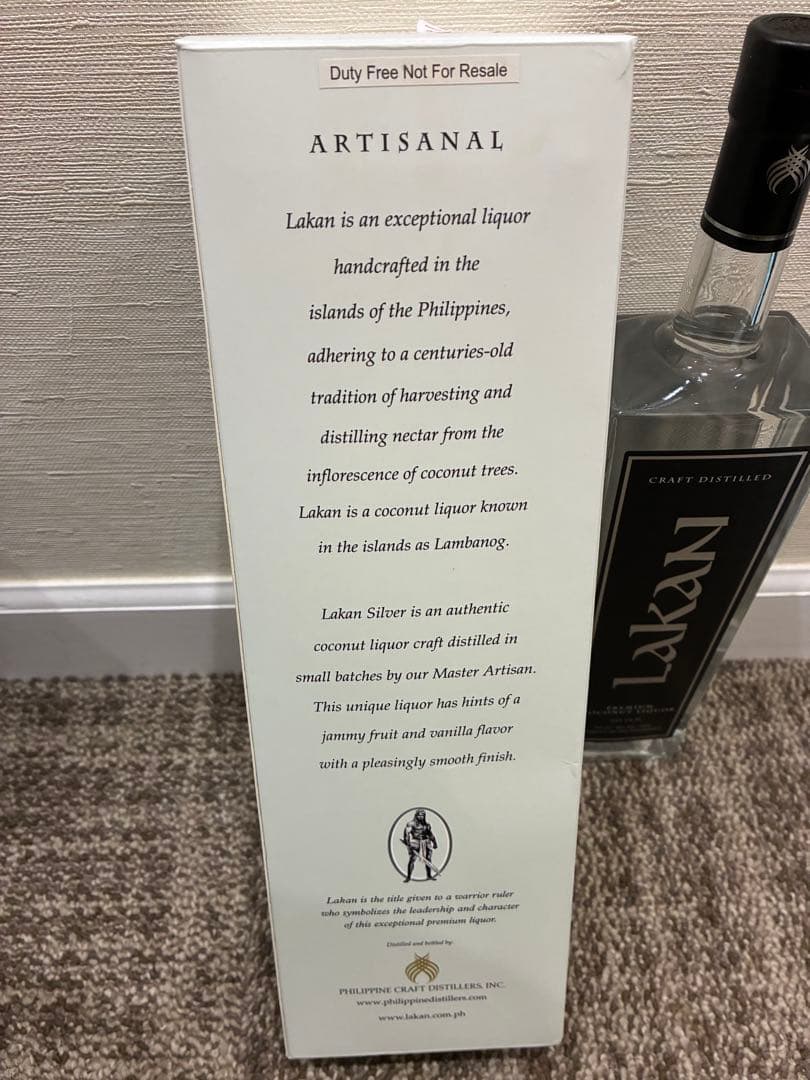 Duty Free Not For Resale
ARTISANAL
Lakan is an exceptional liquor
handcrafted in the
islands of the Philippines,
adhering to a centuries-old
tradition of harvesting and
distilling nectar from the
inflorescence of coconut trees.
Lakan is a coconut liquor known
in the islands as Lambanog.
Lakan Silver is an authentic
coconut liquor craft distilled in
small batches by our Master Artisan.
This unique liquor has hints of a
jammy fruit and vanilla flavor
with a pleasingly smooth finish.
Lakan is the title given to a warrior ruler
who symbolizes the leadership and character
of this exceptional premium liquor.
Distilled and bottled by:
PHILIPPINE CRAFT DISTILLERS, INC.
www.philippinedistillers.com
www.lakan.com.ph
CRAFT DISTILLED
LAKAN
PREMIUM
COCONUT LIQUOR